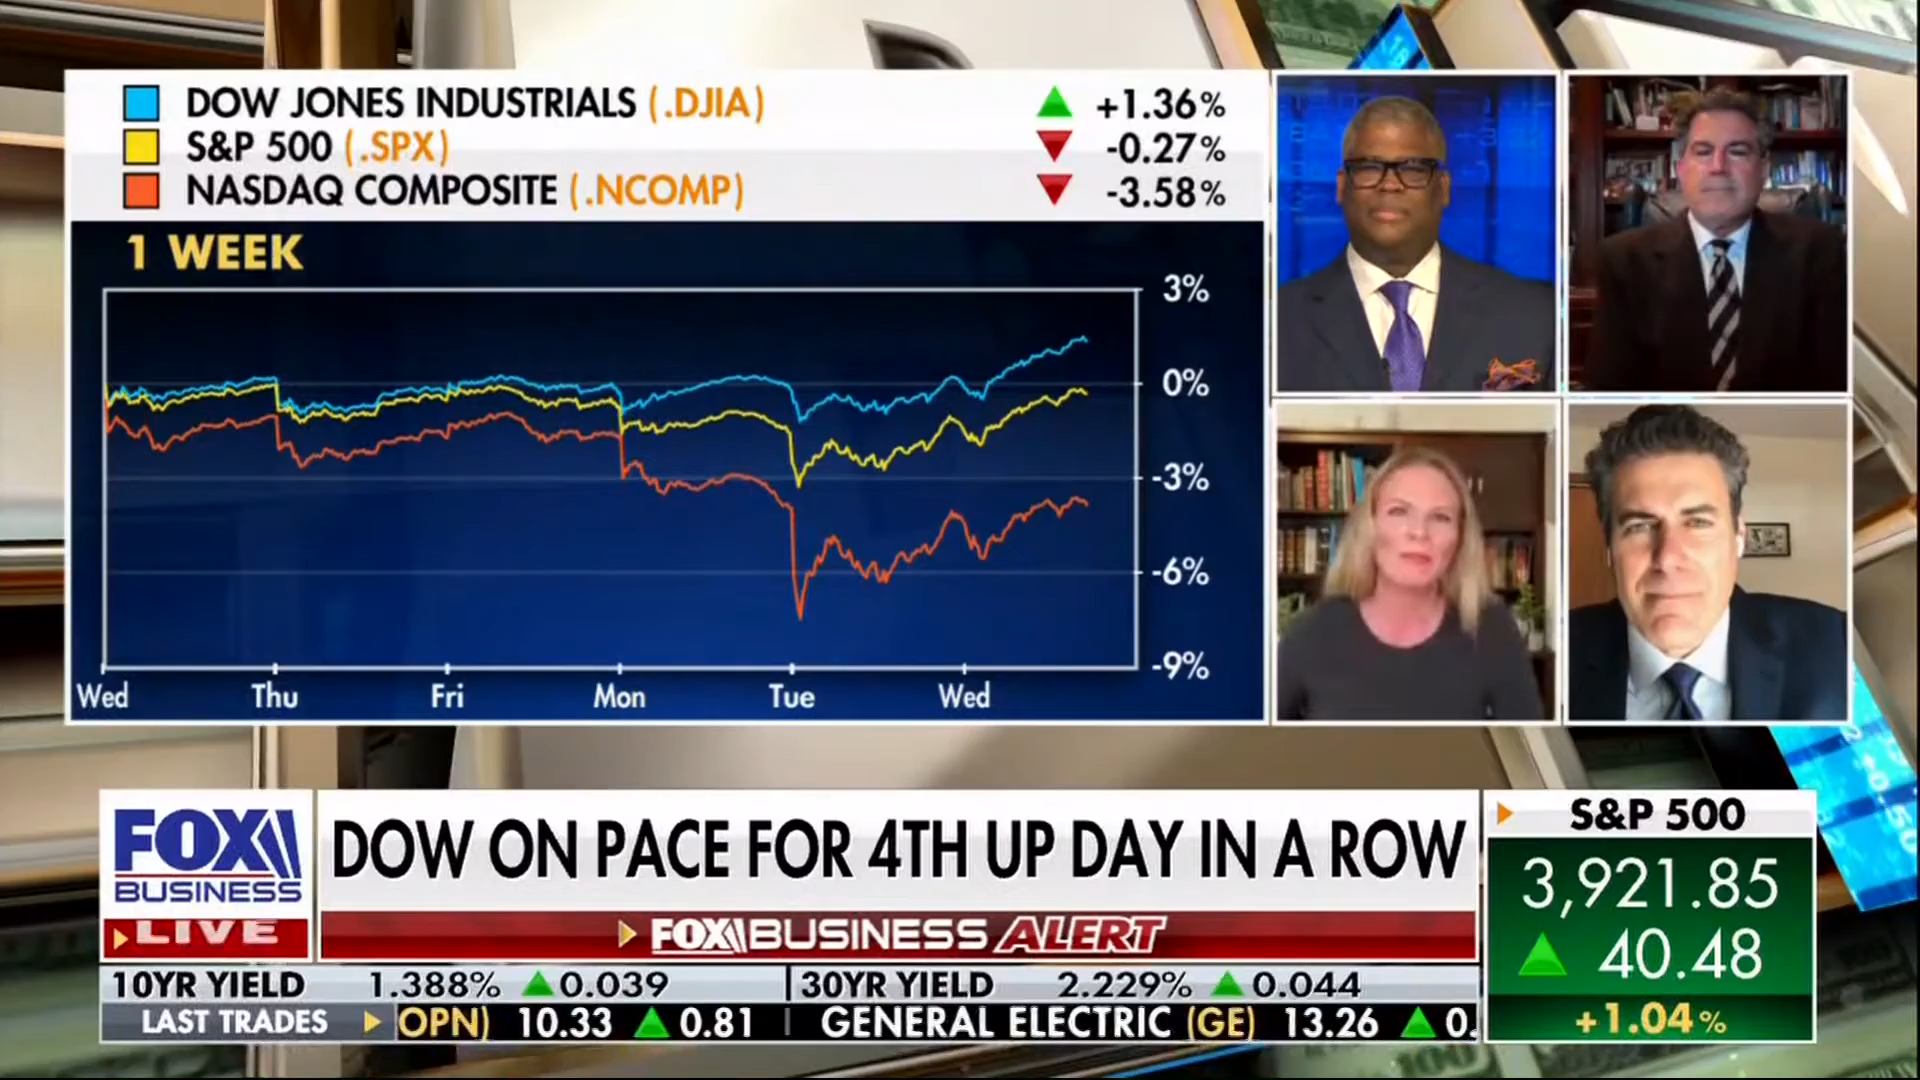 DOW JONES INDUSTRIALS (.DJIA) +1.36%
S&P 500 (.SPX) -0.27%
NASDAQ COMPOSITE (.NCOMP) -3.58%
1 WEEK
3%
0%
-3%
-6%
-9%
Wed Thu Fri Mon Tue Wed
FOX BUSINESS
LIVE
DOW ON PACE FOR 4TH UP DAY IN A ROW
FOX BUSINESS ALERT
S&P 500
3,921.85
40.48
+1.04%
10YR YIELD 1.388% 0.039 30YR YIELD 2.229% 0.044
LAST TRADES OPN) 10.33 0.81 GENERAL ELECTRIC (GE) 13.26 0.